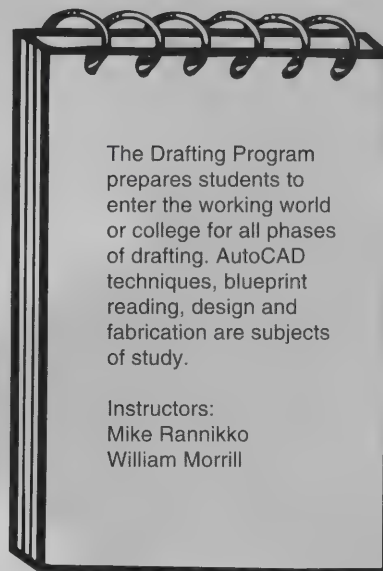 The Drafting Program
prepares students to
enter the working world
or college for all phases
of drafting. AutoCAD
techniques, blueprint
reading, design and
fabrication are subjects
of study.
Instructors:
Mike Rannikko
William Morrill